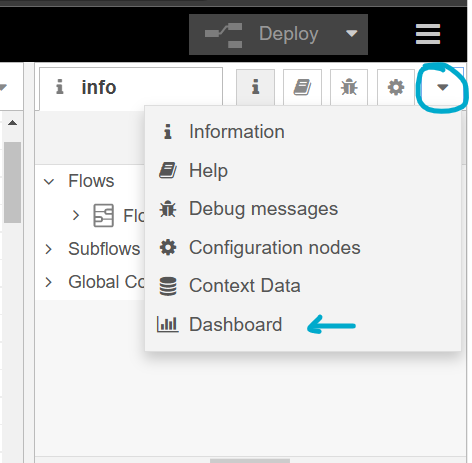 Deploy
info
Information
Help
Debug messages
Flows
Flo
Configuration nodes
Subflows
Context Data
Global Co
Dashboard